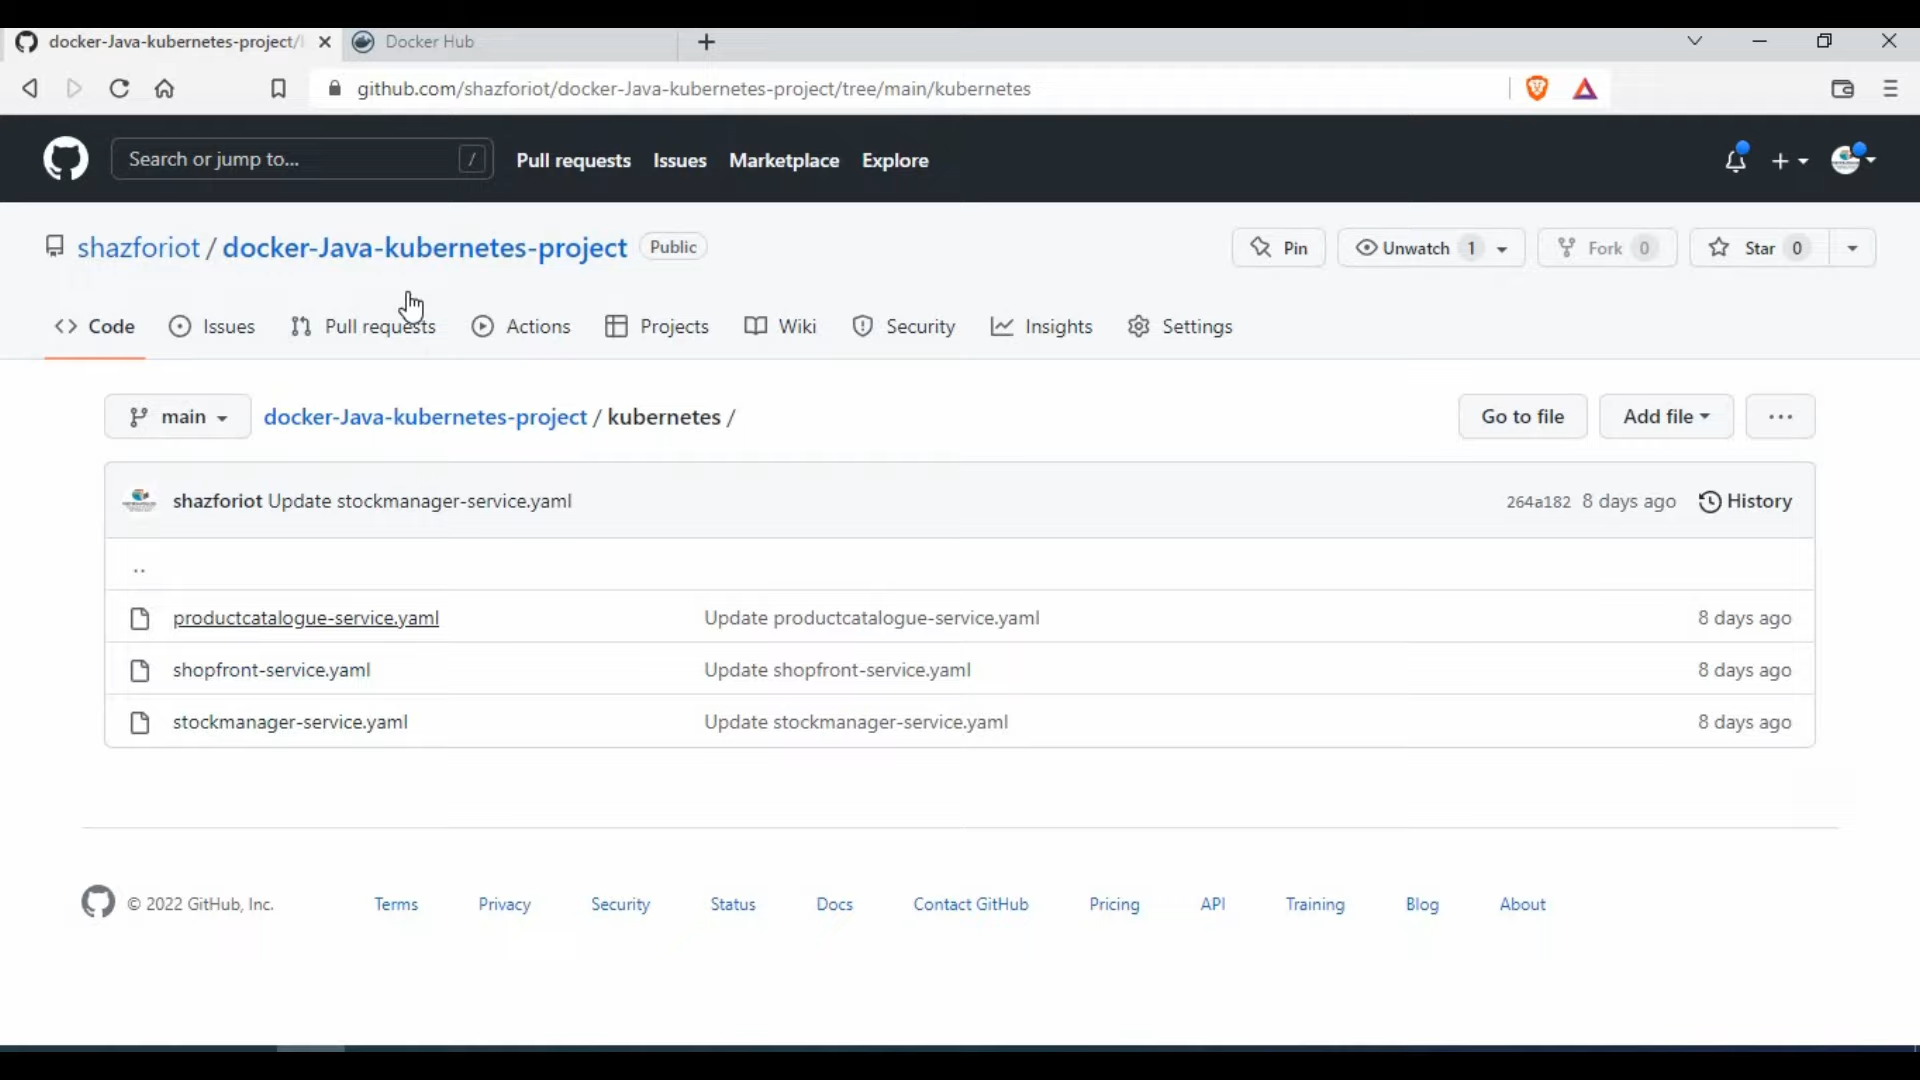 docker-Java-kubernetes-project/
Docker Hub
github.com/shazforiot/docker-Java-kubernetes-project/tree/main/kubernetes
Search or jump to... /
Pull requests Issues Marketplace Explore
shazforiot / docker-Java-kubernetes-project Public
Pin Unwatch 1 Fork 0 Star 0
Code Issues Pull requests Actions Projects Wiki Security Insights Settings
main docker-Java-kubernetes-project / kubernetes / Go to file Add file ...
shazforiot Update stockmanager-service.yaml 264a182 8 days ago History
..
productcatalogue-service.yaml Update productcatalogue-service.yaml 8 days ago
shopfront-service.yaml Update shopfront-service.yaml 8 days ago
stockmanager-service.yaml Update stockmanager-service.yaml 8 days ago
© 2022 GitHub, Inc. Terms Privacy Security Status Docs Contact GitHub Pricing API Training Blog About